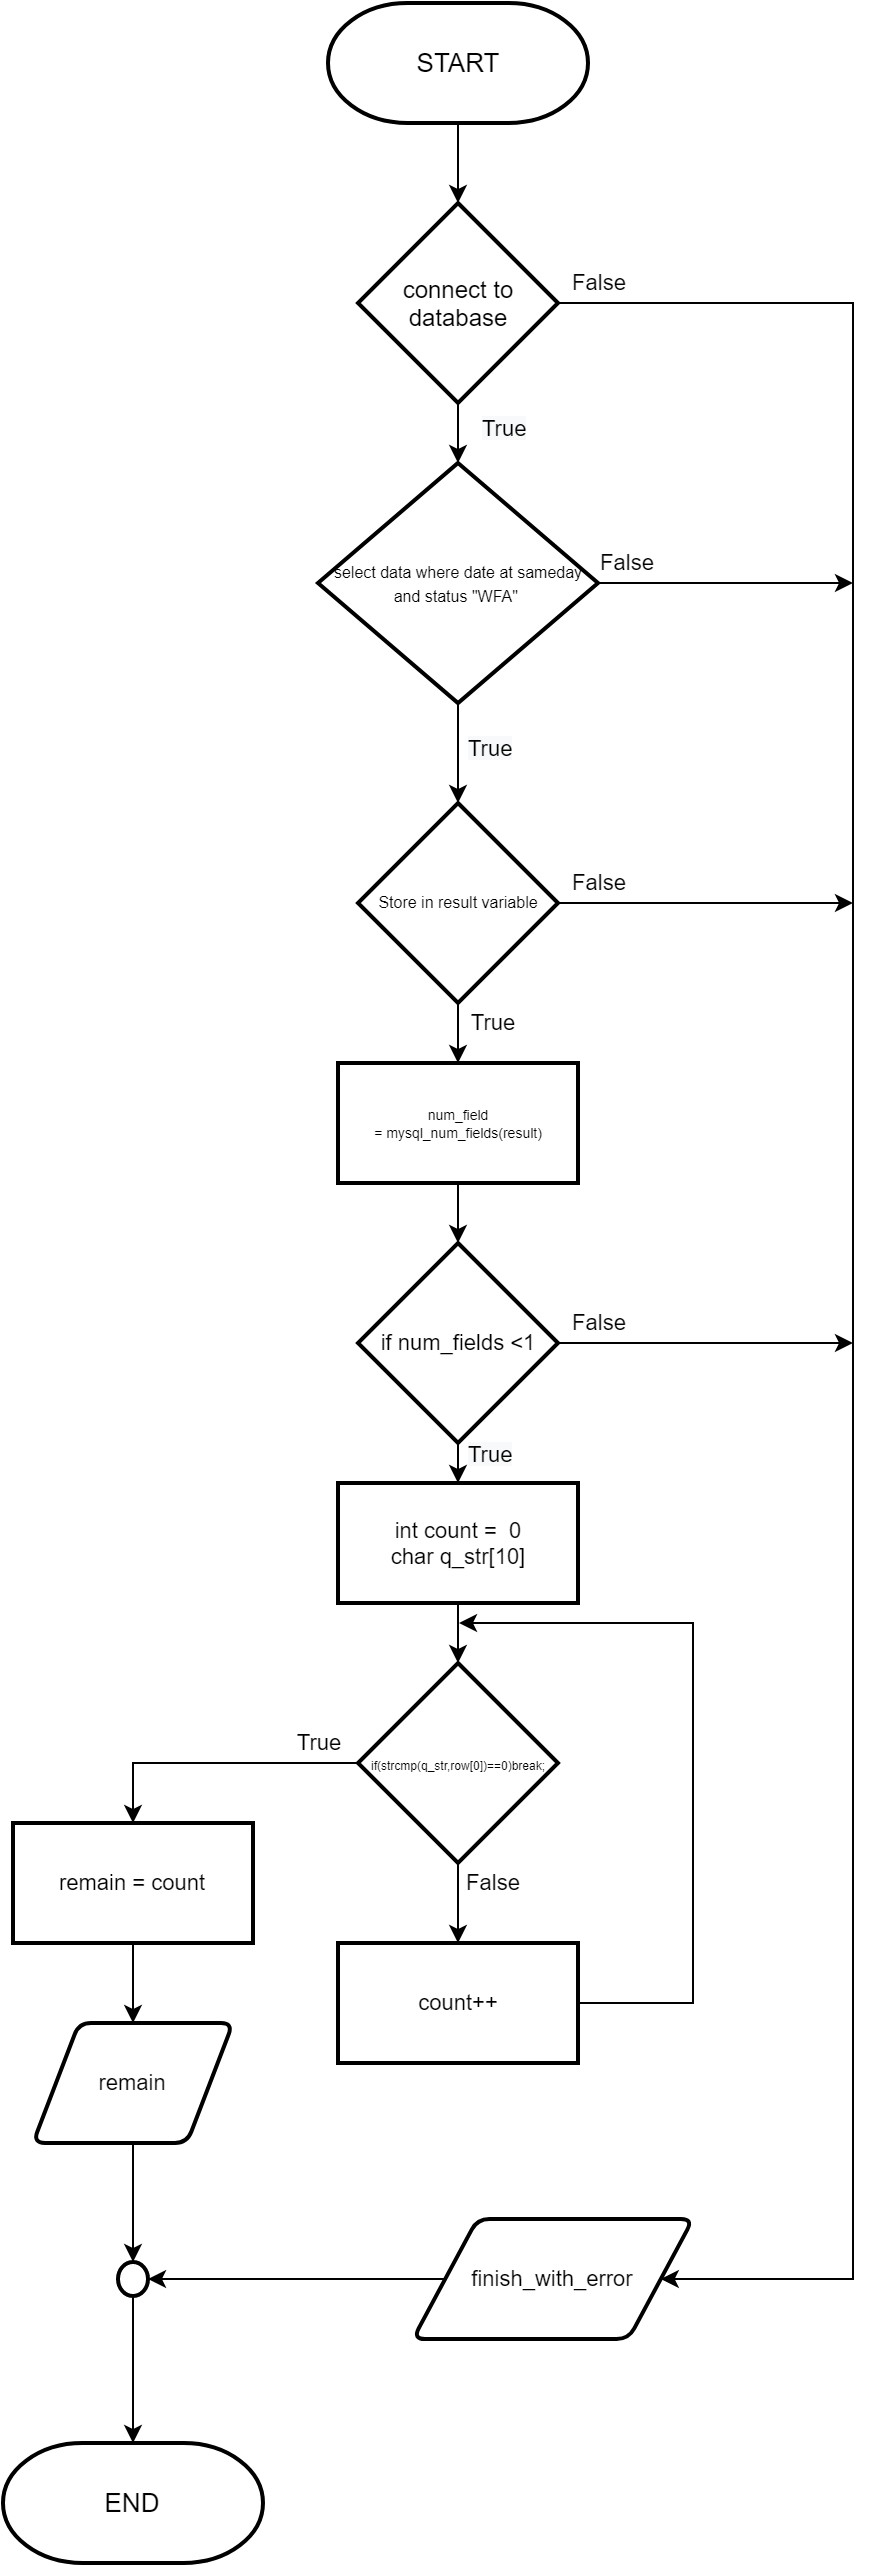 START
connect to
database
False
True
select data where date at sameday
and status "WFA"
False
True
Store in result variable
False
True
num_field
= mysql_num_fields(result)
if num_fields <1
False
True
int count =  0
char q_str[10]
True
if(strcmp(q_str,row[0])==0)break;
remain = count
False
count++
remain
finish_with_error
END